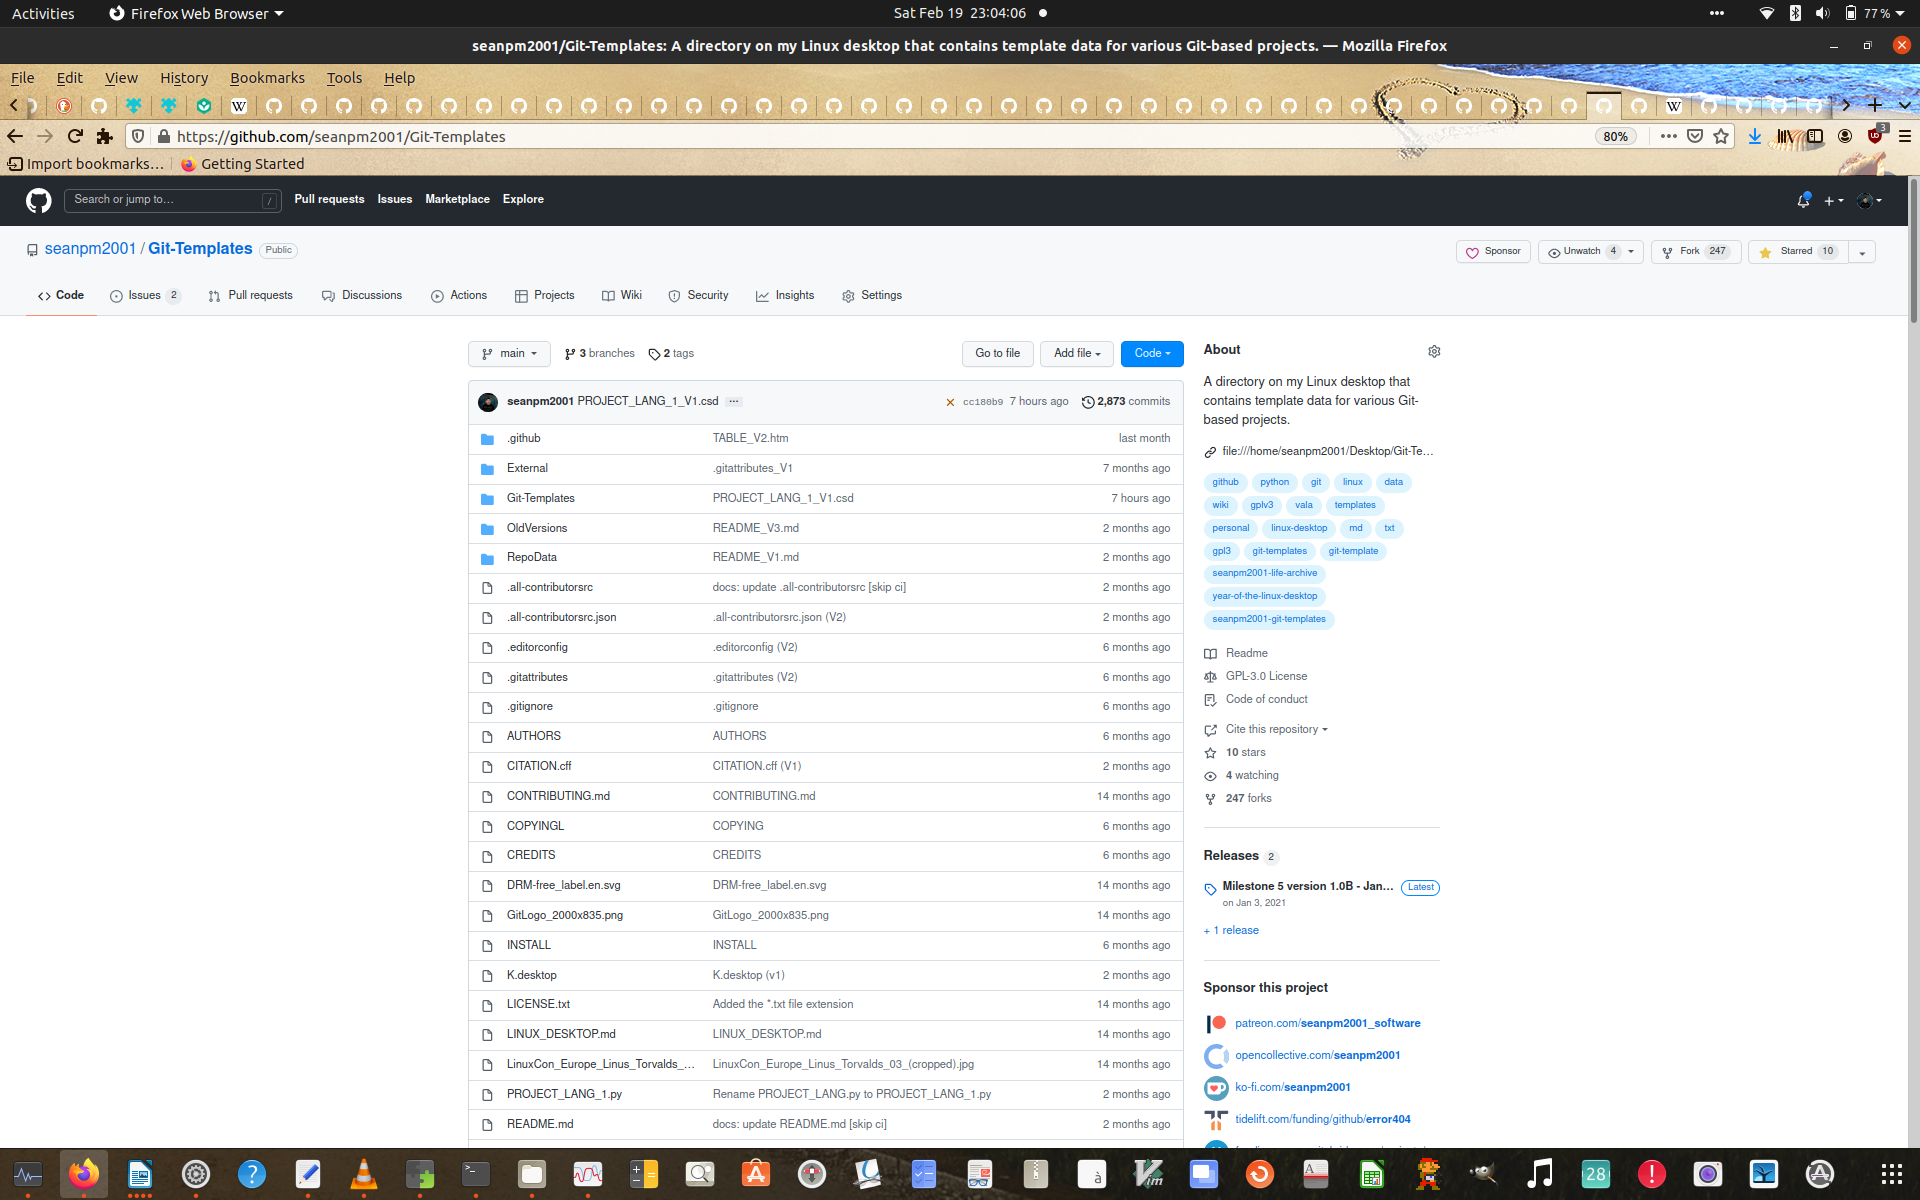 Activities Firefox Web Browser Sat Feb 19 23:04:06 77%
seanpm2001/Git-Templates: A directory on my Linux desktop that contains template data for various Git-based projects. — Mozilla Firefox
File Edit View History Bookmarks Tools Help
https://github.com/seanpm2001/Git-Templates 80% 3
Import bookmarks… Getting Started
Search or jump to… / Pull requests Issues Marketplace Explore
seanpm2001 / Git-Templates Public Sponsor Unwatch 4 Fork 247 Starred 10
Code Issues 2 Pull requests Discussions Actions Projects Wiki Security Insights Settings
main 3 branches 2 tags Go to file Add file Code
seanpm2001 PROJECT_LANG_1_V1.csd ... cc180b9 7 hours ago 2,873 commits
.github TABLE_V2.htm last month
External .gitattributes_V1 7 months ago
Git-Templates PROJECT_LANG_1_V1.csd 7 hours ago
OldVersions README_V3.md 2 months ago
RepoData README_V1.md 2 months ago
.all-contributorsrc docs: update .all-contributorsrc [skip ci] 2 months ago
.all-contributorsrc.json .all-contributorsrc.json (V2) 2 months ago
.editorconfig .editorconfig (V2) 6 months ago
.gitattributes .gitattributes (V2) 6 months ago
.gitignore .gitignore 6 months ago
AUTHORS AUTHORS 6 months ago
CITATION.cff CITATION.cff (V1) 2 months ago
CONTRIBUTING.md CONTRIBUTING.md 14 months ago
COPYINGL COPYING 6 months ago
CREDITS CREDITS 6 months ago
DRM-free_label.en.svg DRM-free_label.en.svg 14 months ago
GitLogo_2000x835.png GitLogo_2000x835.png 14 months ago
INSTALL INSTALL 6 months ago
K.desktop K.desktop (v1) 2 months ago
LICENSE.txt Added the *.txt file extension 14 months ago
LINUX_DESKTOP.md LINUX_DESKTOP.md 14 months ago
LinuxCon_Europe_Linus_Torvalds_… LinuxCon_Europe_Linus_Torvalds_03_(cropped).jpg 14 months ago
PROJECT_LANG_1.py Rename PROJECT_LANG.py to PROJECT_LANG_1.py 2 months ago
README.md docs: update README.md [skip ci] 2 months ago
About
A directory on my Linux desktop that
contains template data for various Git-
based projects.
file:///home/seanpm2001/Desktop/Git-Te…
github python git linux data
wiki gplv3 vala templates
personal linux-desktop md txt
gpl3 git-templates git-template
seanpm2001-life-archive
year-of-the-linux-desktop
seanpm2001-git-templates
Readme
GPL-3.0 License
Code of conduct
Cite this repository
10 stars
4 watching
247 forks
Releases 2
Milestone 5 version 1.0B - Jan… Latest
on Jan 3, 2021
+ 1 release
Sponsor this project
patreon.com/seanpm2001_software
opencollective.com/seanpm2001
ko-fi.com/seanpm2001
tidelift.com/funding/github/error404
28